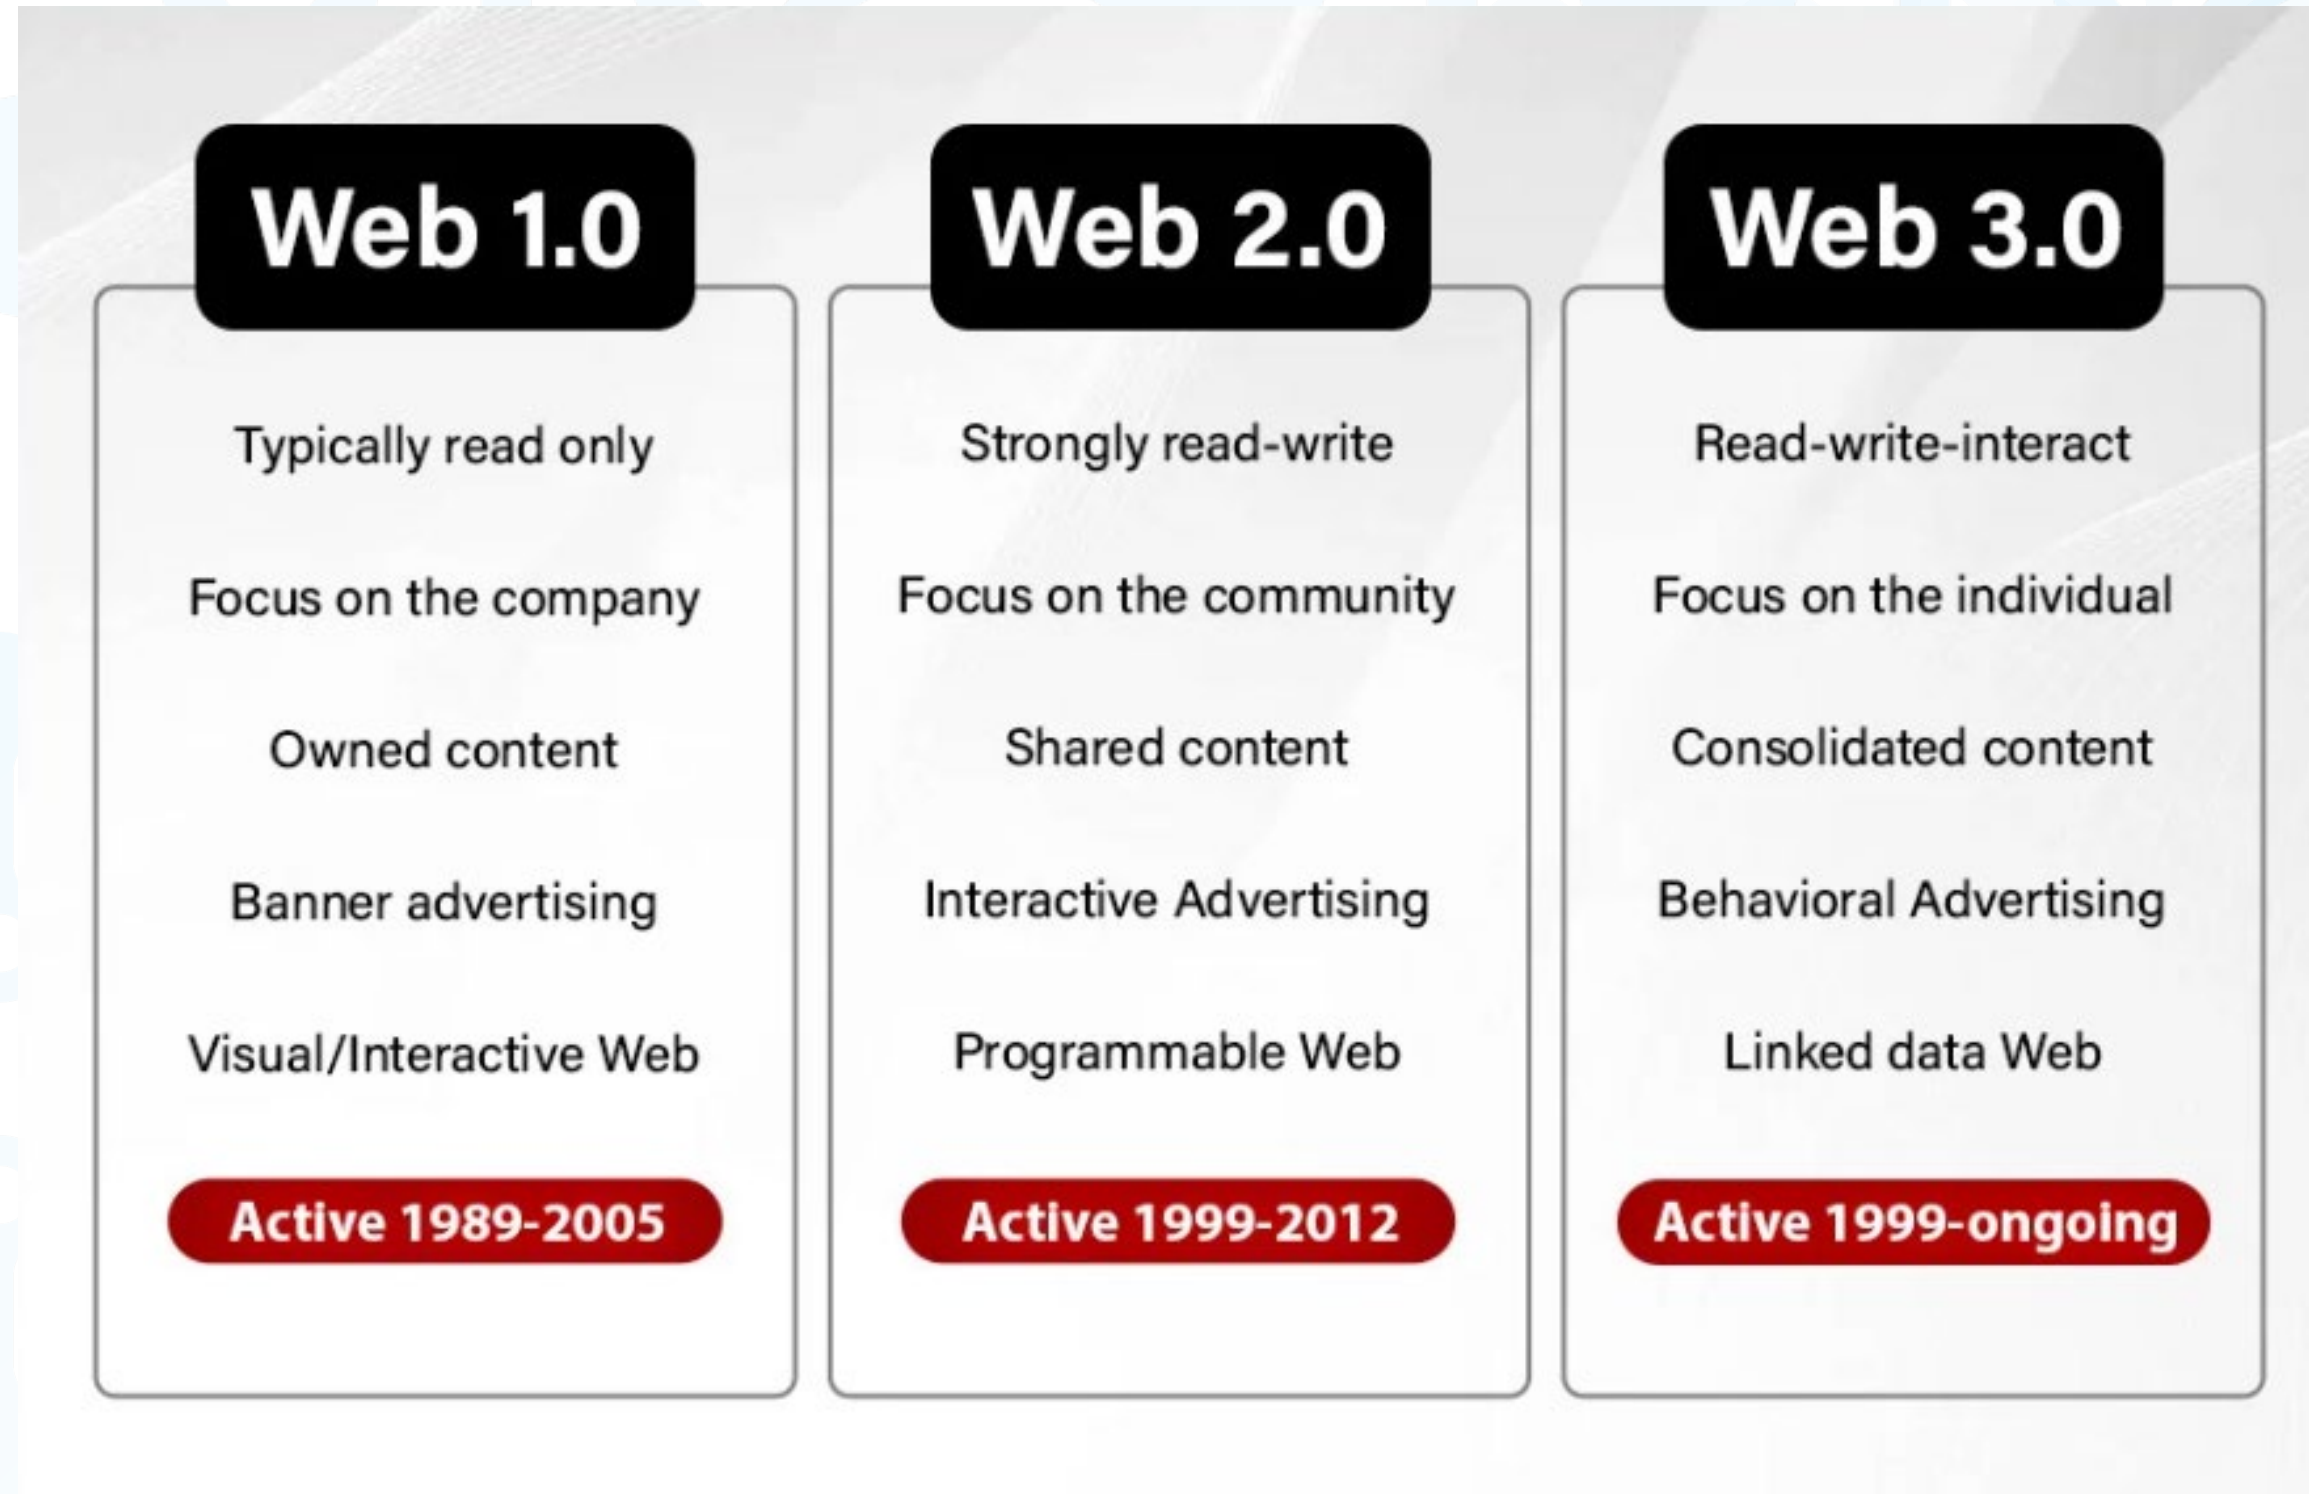 Web 1.0
Typically read only
Focus on the company
Owned content
Banner advertising
Visual/Interactive Web
Active 1989-2005
Web 2.0
Strongly read-write
Focus on the community
Shared content
Interactive Advertising
Programmable Web
Active 1999-2012
Web 3.0
Read-write-interact
Focus on the individual
Consolidated content
Behavioral Advertising
Linked data Web
Active 1999-ongoing